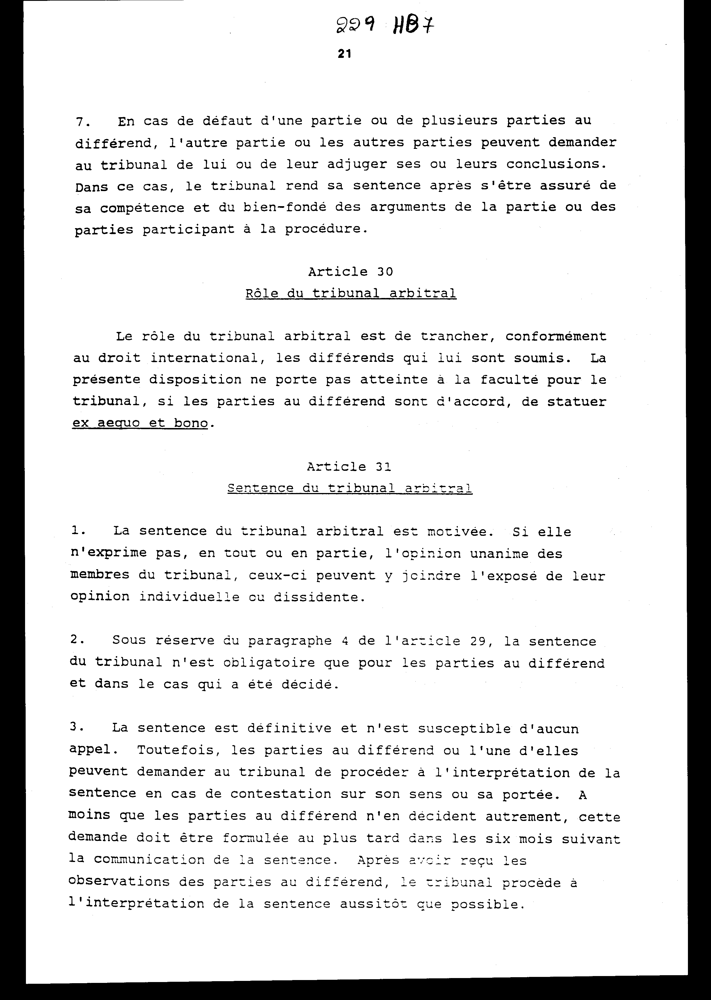 229 HB7
21
7. En cas de défaut d'une partie ou de plusieurs parties au
différend, l'autre partie ou les autres parties peuvent demander
au tribunal de lui ou de leur adjuger ses ou leurs conclusions.
Dans ce cas, le tribunal rend sa sentence après s'être assuré de
sa compétence et du bien-fondé des arguments de la partie ou des
parties participant à la procédure.
Article 30
Rôle du tribunal arbitral
Le rôle du tribunal arbitral est de trancher, conformément
au droit international, les différends qui lui sont soumis. La
présente disposition ne porte pas atteinte à la faculté pour le
tribunal, si les parties au différend sont d'accord, de statuer
ex aequo et bono.
Article 31
Sentence du tribunal arbitral
1. La sentence du tribunal arbitral est motivée. Si elle
n'exprime pas, en tout ou en partie, l'opinion unanime des
membres du tribunal, ceux-ci peuvent y joindre l'exposé de leur
opinion individuelle ou dissidente.
2. Sous réserve du paragraphe 4 de l'article 29, la sentence
du tribunal n'est obligatoire que pour les parties au différend
et dans le cas qui a été décidé.
3. La sentence est définitive et n'est susceptible d'aucun
appel. Toutefois, les parties au différend ou l'une d'elles
peuvent demander au tribunal de procéder à l'interprétation de la
sentence en cas de contestation sur son sens ou sa portée. A
moins que les parties au différend n'en décident autrement, cette
demande doit être formulée au plus tard dans les six mois suivant
la communication de la sentence. Après avoir reçu les
observations des parties au différend, le tribunal procède à
l'interprétation de la sentence aussitôt que possible.